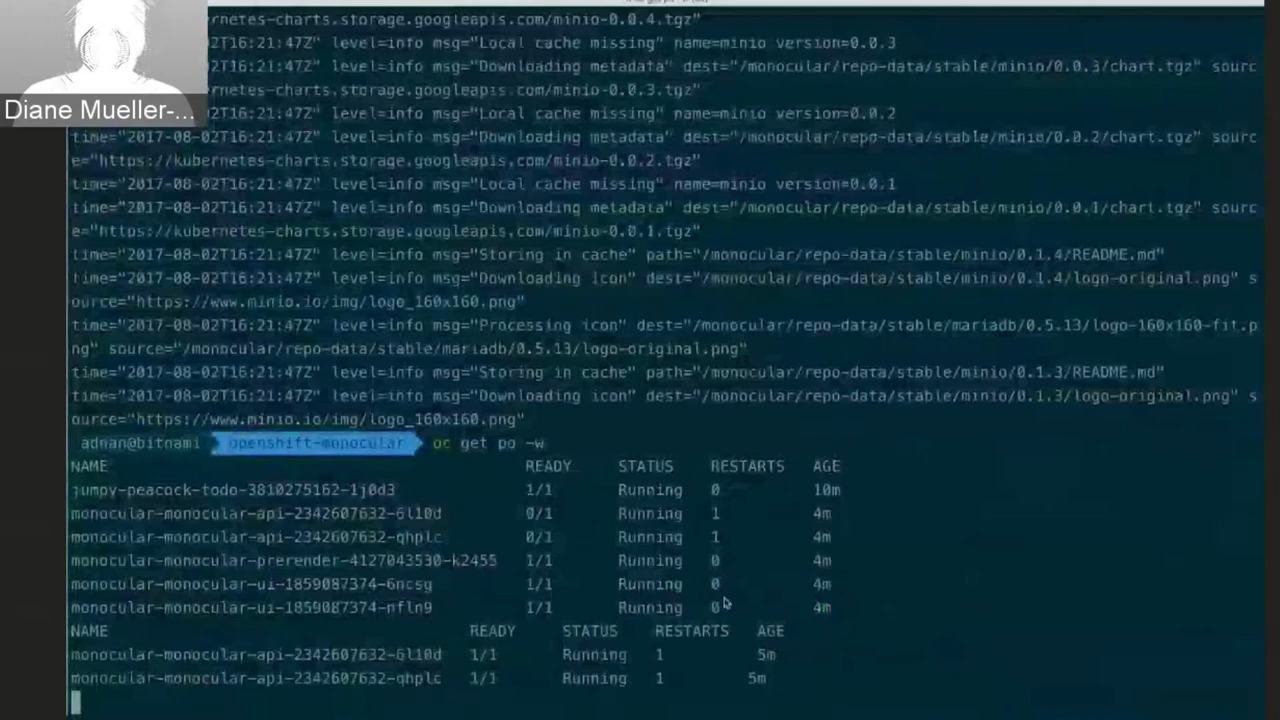 rnetes-charts.storage.googleapis.com/minio-0.0.4.tgz"
Diane Mueller-...
2T16:21:47Z" level=info msg="Local cache missing" name=minio version=0.0.3
2T16:21:47Z" level=info msg="Downloading metadata" dest="/monocular/repo-data/stable/minio/0.0.3/chart.tgz" sourc
rnetes-charts.storage.googleapis.com/minio-0.0.3.tgz"
2T16:21:47Z" level=info msg="Local cache missing" name=minio version=0.0.2
time="2017-08-02T16:21:47Z" level=info msg="Downloading metadata" dest="/monocular/repo-data/stable/minio/0.0.2/chart.tgz" sourc
e="https://kubernetes-charts.storage.googleapis.com/minio-0.0.2.tgz"
time="2017-08-02T16:21:47Z" level=info msg="Local cache missing" name=minio version=0.0.1
time="2017-08-02T16:21:47Z" level=info msg="Downloading metadata" dest="/monocular/repo-data/stable/minio/0.0.1/chart.tgz" sourc
e="https://kubernetes-charts.storage.googleapis.com/minio-0.0.1.tgz"
time="2017-08-02T16:21:47Z" level=info msg="Storing in cache" path="/monocular/repo-data/stable/minio/0.1.4/README.md"
time="2017-08-02T16:21:47Z" level=info msg="Downloading icon" dest="/monocular/repo-data/stable/minio/0.1.4/logo-original.png" s
ource="https://www.minio.io/img/logo_160x160.png"
time="2017-08-02T16:21:47Z" level=info msg="Processing icon" dest="/monocular/repo-data/stable/mariadb/0.5.13/logo-160x160-fit.p
ng" source="/monocular/repo-data/stable/mariadb/0.5.13/logo-original.png"
time="2017-08-02T16:21:47Z" level=info msg="Storing in cache" path="/monocular/repo-data/stable/minio/0.1.3/README.md"
time="2017-08-02T16:21:47Z" level=info msg="Downloading icon" dest="/monocular/repo-data/stable/minio/0.1.3/logo-original.png" s
ource="https://www.minio.io/img/logo_160x160.png"
adnan@bitnami openshift-monocular oc get po -w
NAME READY STATUS RESTARTS AGE
jumpy-peacock-todo-3810275162-1j0d3 1/1 Running 0 10m
monocular-monocular-api-2342607632-6l10d 0/1 Running 1 4m
monocular-monocular-api-2342607632-qhplc 0/1 Running 1 4m
monocular-monocular-prerender-4127043530-k2455 1/1 Running 0 4m
monocular-monocular-ui-1859087374-6ncsg 1/1 Running 0 4m
monocular-monocular-ui-1859087374-nfln9 1/1 Running 0 4m
NAME READY STATUS RESTARTS AGE
monocular-monocular-api-2342607632-6l10d 1/1 Running 1 5m
monocular-monocular-api-2342607632-qhplc 1/1 Running 1 5m